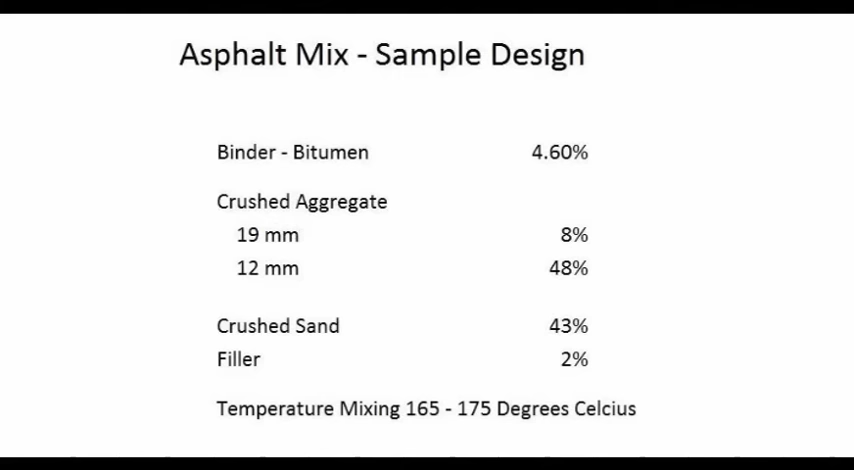 Asphalt Mix - Sample Design
Binder - Bitumen 4.60%
Crushed Aggregate
19 mm 8%
12 mm 48%
Crushed Sand 43%
Filler 2%
Temperature Mixing 165 - 175 Degrees Celcius